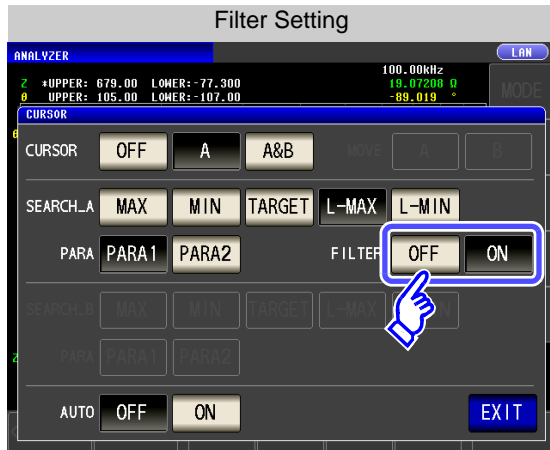 Filter Setting
ANALYZER LAN
100.00kHz
Z *UPPER: 679.00 LOWER:-77.300 19.07208 Ω
θ UPPER: 105.00 LOWER:-107.00 -89.019 °
MODE
CURSOR
θ
CURSOR OFF A A&B MOVE A B
SEARCH_A MAX MIN TARGET L-MAX L-MIN
PARA PARA1 PARA2 FILTER OFF ON
SEARCH_B MAX MIN TARGET L-MAX
Z PARA PARA1 PARA2
AUTO OFF ON EXIT